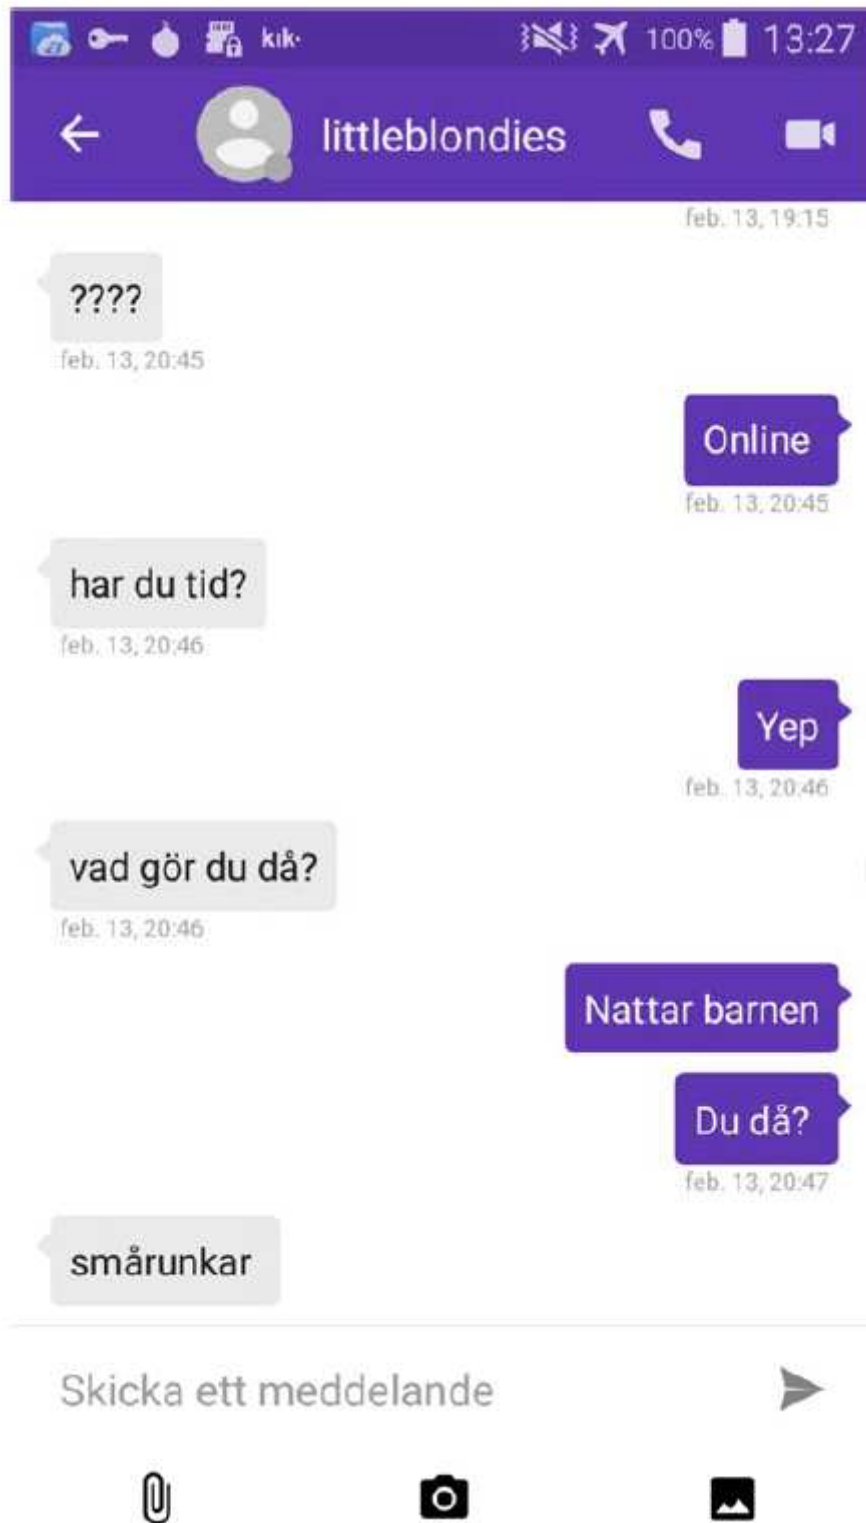 kik·
100% 13:27
littleblondies
feb. 13, 19:15
????
feb. 13, 20:45
Online
feb. 13, 20:45
har du tid?
feb. 13, 20:46
Yep
feb. 13, 20:46
vad gör du då?
feb. 13, 20:46
Nattar barnen
Du då?
feb. 13, 20:47
smårunkar
Skicka ett meddelande